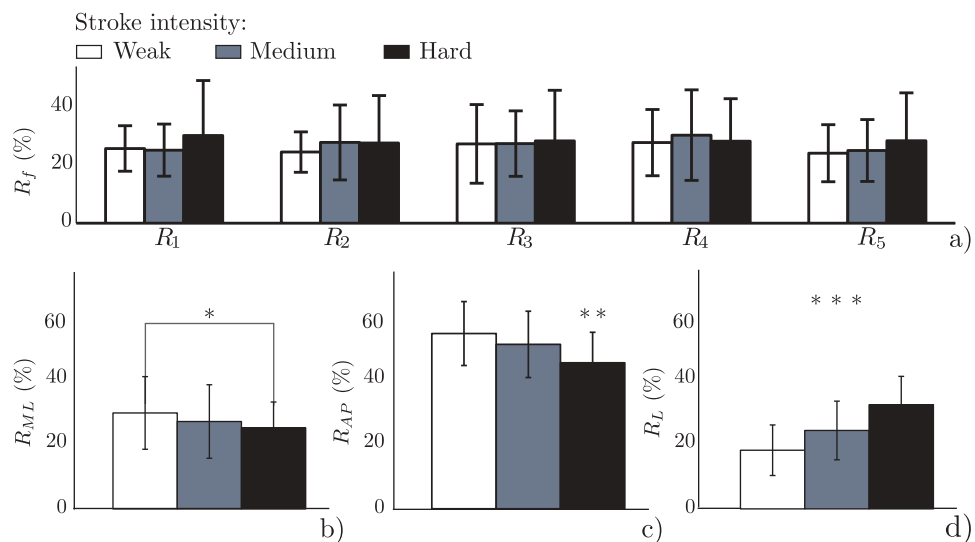 Stroke intensity:
Weak Medium Hard
R_f (%)
40
20
0
R_1 R_2 R_3 R_4 R_5
a)
R_ML (%)
60
40
20
0
*
b)
R_AP (%)
60
40
20
0
**
c)
R_L (%)
60
40
20
0
***
d)